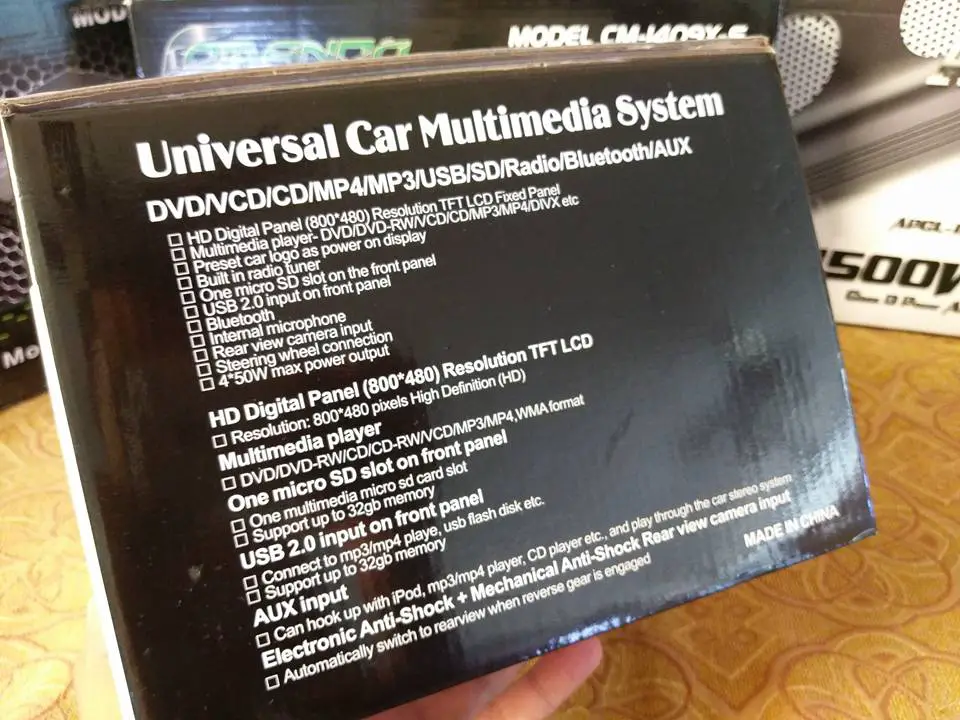 MODEL CM-1409X-S
Universal Car Multimedia System
DVD/VCD/CD/MP4/MP3/USB/SD/Radio/Bluetooth/AUX
HD Digital Panel (800*480) Resolution TFT LCD Fixed Panel
Multimedia player- DVD/DVD-RW/VCD/CD/MP3/MP4/DIVX etc
Preset car logo as power on display
Built in radio tuner
One micro SD slot on the front panel
USB 2.0 input on front panel
Bluetooth
Internal microphone
Rear view camera input
Steering wheel connection
4*50W max power output
HD Digital Panel (800*480) Resolution TFT LCD
Resolution: 800*480 pixels High Definition (HD)
Multimedia player
DVD/DVD-RW/CD/CD-RW/VCD/MP3/MP4,WMA format
One micro SD slot on front panel
One multimedia micro sd card slot
Support up to 32gb memory
USB 2.0 input on front panel
Connect to mp3/mp4 playe, usb flash disk etc.
Support up to 32gb memory
AUX input
Can hook up with iPod, mp3/mp4 player, CD player etc., and play through the car stereo system
Electronic Anti-Shock + Mechanical Anti-Shock Rear view camera input
Automatically switch to rearview when reverse gear is engaged
MADE IN CHINA